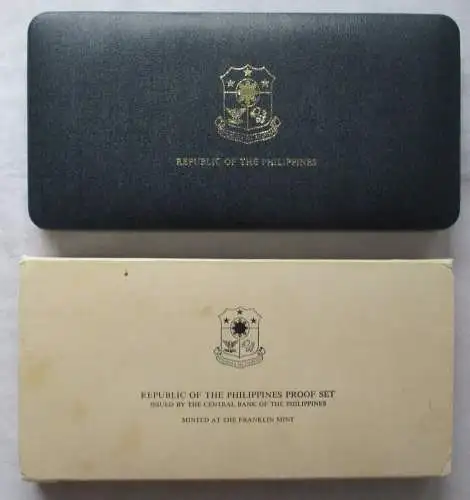 REPUBLIC OF THE PHILIPPINES
REPUBLIC OF THE PHILIPPINES PROOF SET
ISSUED BY THE CENTRAL BANK OF THE PHILIPPINES
MINTED AT THE FRANKLIN MINT